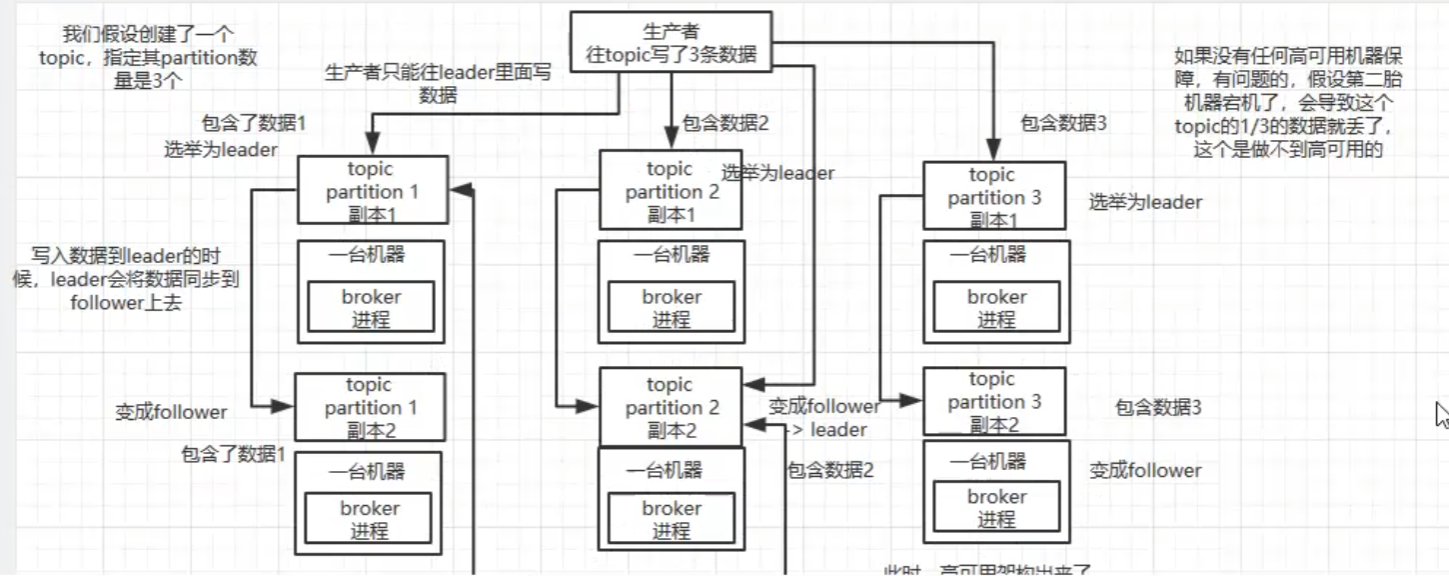 我们假设创建了一个
topic，指定其partition数
量是3个
生产者
往topic写了3条数据
生产者只能往leader里面写
数据
如果没有任何高可用机器保
障，有问题的，假设第二胎
机器宕机了，会导致这个
topic的1/3的数据就丢了，
这个是做不到高可用的
包含了数据1
选举为leader
包含数据2
选举为leader
包含数据3
选举为leader
topic
partition 1
副本1
topic
partition 2
副本1
topic
partition 3
副本1
写入数据到leader的时
候，leader会将数据同步到
follower上去
一台机器
broker
进程
一台机器
broker
进程
一台机器
broker
进程
变成follower
包含了数据1
topic
partition 1
副本2
topic
partition 2
副本2
变成follower
-> leader
包含数据2
topic
partition 3
副本2
包含数据3
变成follower
一台机器
broker
进程
一台机器
broker
进程
一台机器
broker
进程
此时，高可用架构出来了